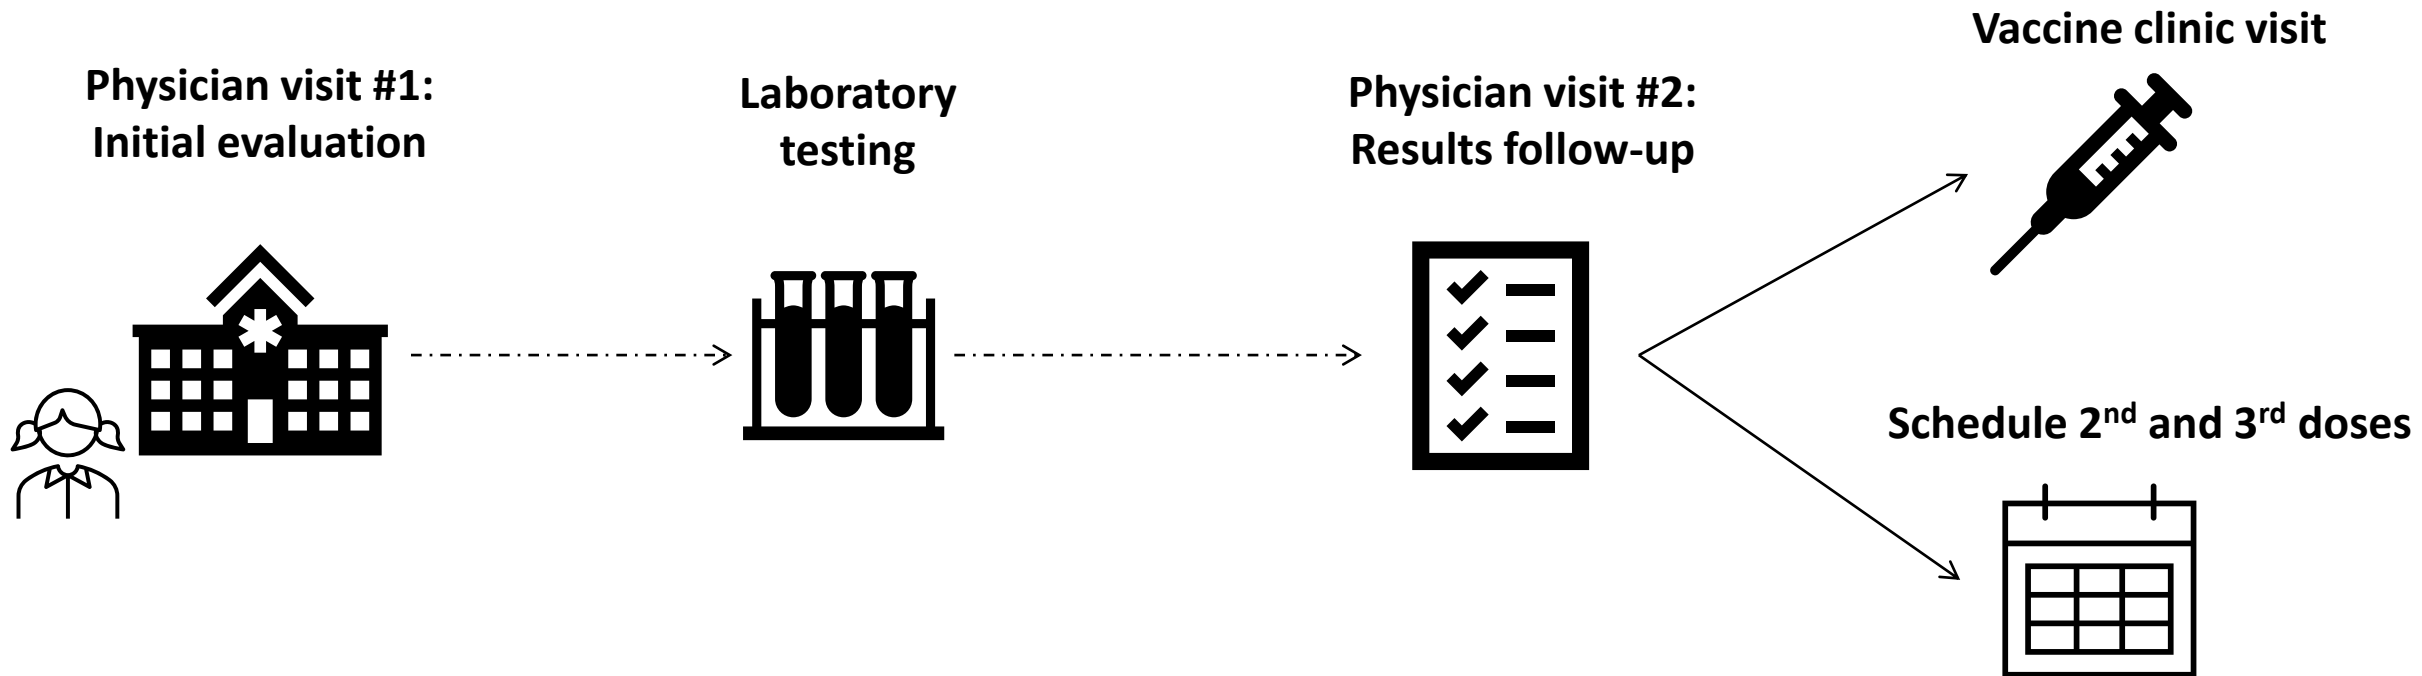 Physician visit #1:
Initial evaluation
Laboratory
testing
Physician visit #2:
Results follow-up
Vaccine clinic visit
Schedule 2nd and 3rd doses